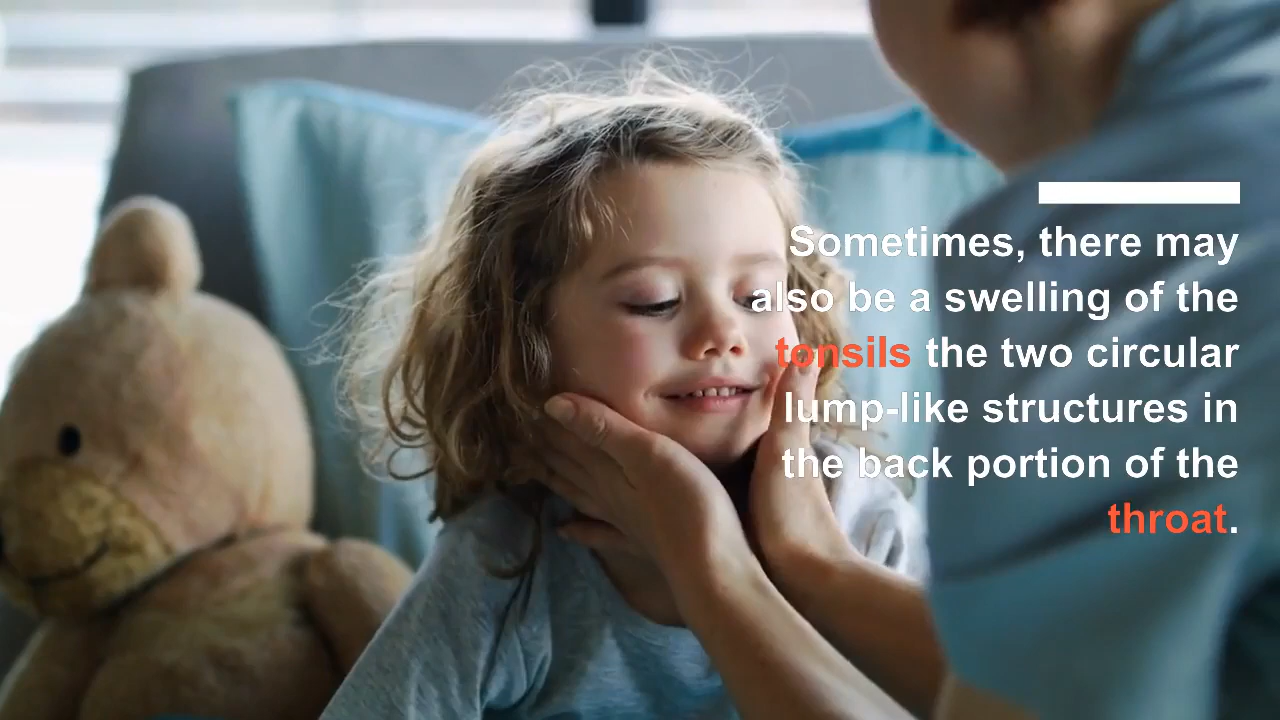 Sometimes, there may
also be a swelling of the
tonsils the two circular
lump-like structures in
the back portion of the
throat.